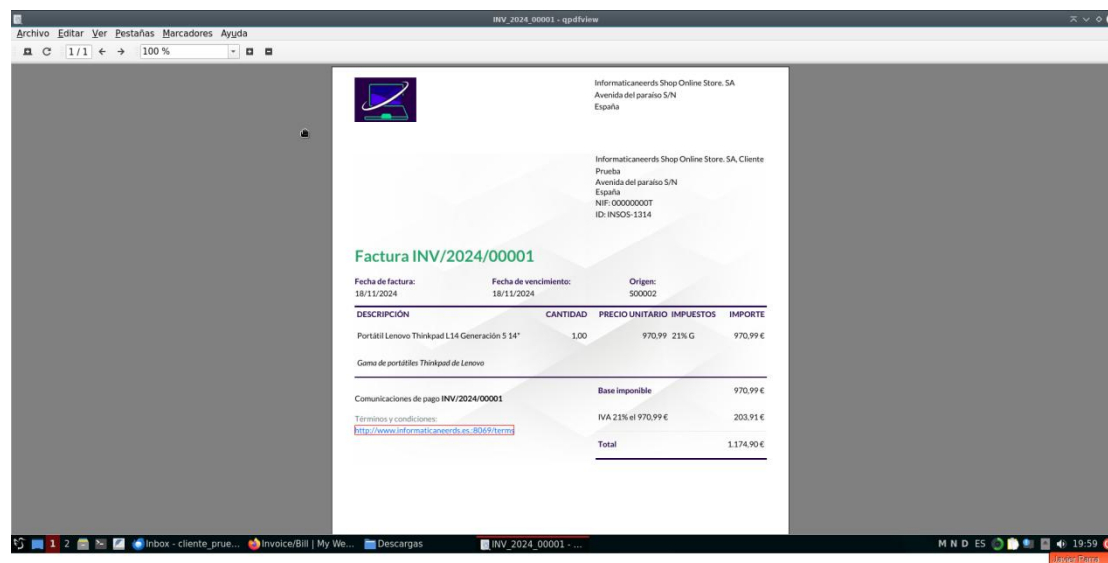 INV_2024_00001 - qpdfview
Archivo Editar Ver Pestañas Marcadores Ayuda
1 / 1 100 %
Informaticaneerds Shop Online Store. SA
Avenida del paraíso S/N
España
Informaticaneerds Shop Online Store. SA, Cliente
Prueba
Avenida del paraíso S/N
España
NIF: 00000000T
ID: INSOS-1314
Factura INV/2024/00001
Fecha de factura: Fecha de vencimiento: Origen:
18/11/2024 18/11/2024 S00002
DESCRIPCIÓN CANTIDAD PRECIO UNITARIO IMPUESTOS IMPORTE
Portátil Lenovo Thinkpad L14 Generación 5 14" 1,00 970,99 21% G 970,99 €
Gama de portátiles Thinkpad de Lenovo
Base imponible 970,99 €
Comunicaciones de pago INV/2024/00001
IVA 21% el 970,99 € 203,91 €
Términos y condiciones:
http://www.informaticaneerds.es.:8069/terms
Total 1.174,90 €
1 2 Inbox - cliente_prue... Invoice/Bill | My We... Descargas INV_2024_00001 - ... M N D ES 19:59
Javier Parra